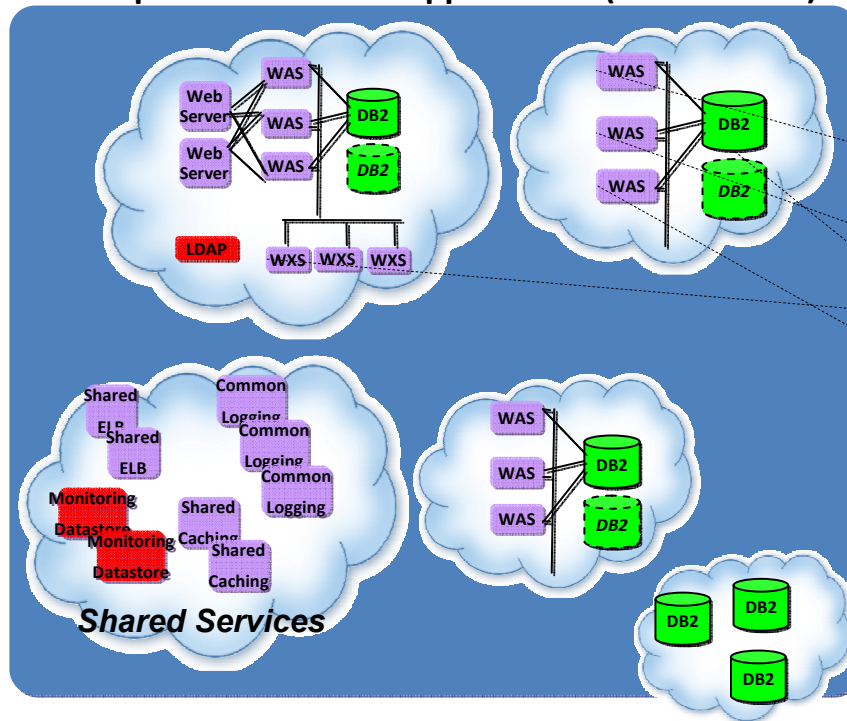 WAS
Web
Server
WAS
DB2
Web
Server
WAS
DB2
LDAP
WXS
WXS
WXS
WAS
DB2
WAS
DB2
WAS
Shared
ELB
Shared
ELB
Common
Logging
Common
Logging
Common
Logging
Monitoring
Datastore
Monitoring
Datastore
Shared
Caching
Shared
Caching
Shared Services
WAS
DB2
WAS
DB2
WAS
DB2
DB2
DB2